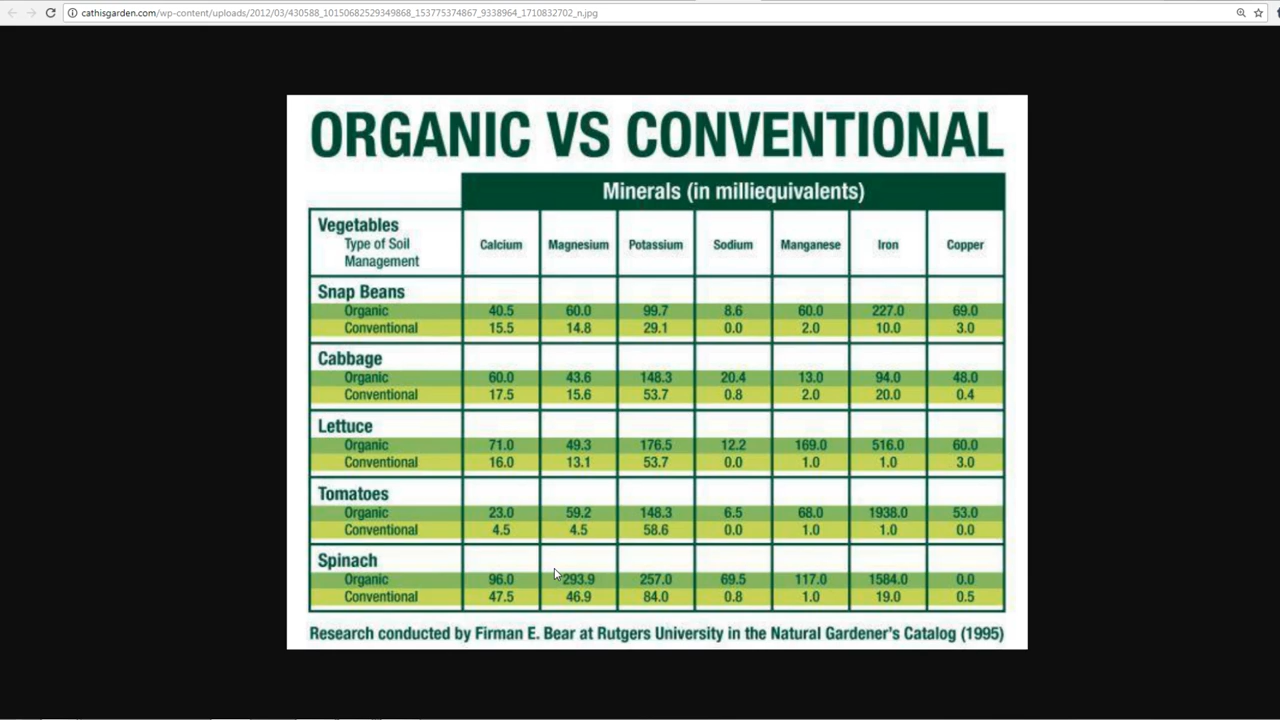 cathisgarden.com/wp-content/uploads/2012/03/430588_10150682529349868_153775374867_9338964_1710832702_n.jpg
ORGANIC VS CONVENTIONAL
Minerals (in milliequivalents)
Vegetables
Type of Soil
Management
Calcium Magnesium Potassium Sodium Manganese Iron Copper
Snap Beans
Organic 40.5 60.0 99.7 8.6 60.0 227.0 69.0
Conventional 15.5 14.8 29.1 0.0 2.0 10.0 3.0
Cabbage
Organic 60.0 43.6 148.3 20.4 13.0 94.0 48.0
Conventional 17.5 15.6 53.7 0.8 2.0 20.0 0.4
Lettuce
Organic 71.0 49.3 176.5 12.2 169.0 516.0 60.0
Conventional 16.0 13.1 53.7 0.0 1.0 1.0 3.0
Tomatoes
Organic 23.0 59.2 148.3 6.5 68.0 1938.0 53.0
Conventional 4.5 4.5 58.6 0.0 1.0 1.0 0.0
Spinach
Organic 96.0 293.9 257.0 69.5 117.0 1584.0 0.0
Conventional 47.5 46.9 84.0 0.8 1.0 19.0 0.5
Research conducted by Firman E. Bear at Rutgers University in the Natural Gardener's Catalog (1995)